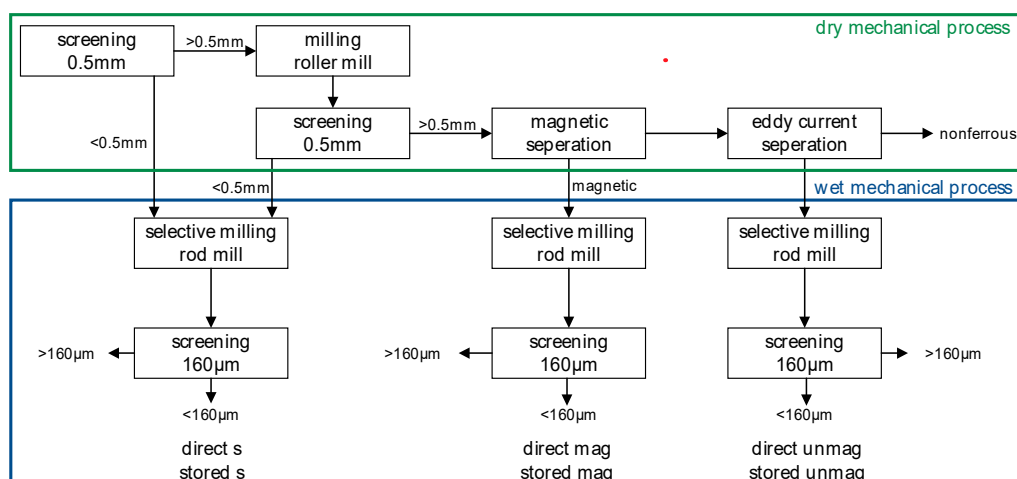 dry mechanical process
screening
0.5mm
>0.5mm
milling
roller mill
<0.5mm
screening
0.5mm
>0.5mm
magnetic
seperation
eddy current
seperation
nonferrous
<0.5mm
magnetic
wet mechanical process
selective milling
rod mill
selective milling
rod mill
selective milling
rod mill
>160µm
screening
160µm
>160µm
screening
160µm
screening
160µm
>160µm
<160µm
<160µm
<160µm
direct s
stored s
direct mag
stored mag
direct unmag
stored unmag